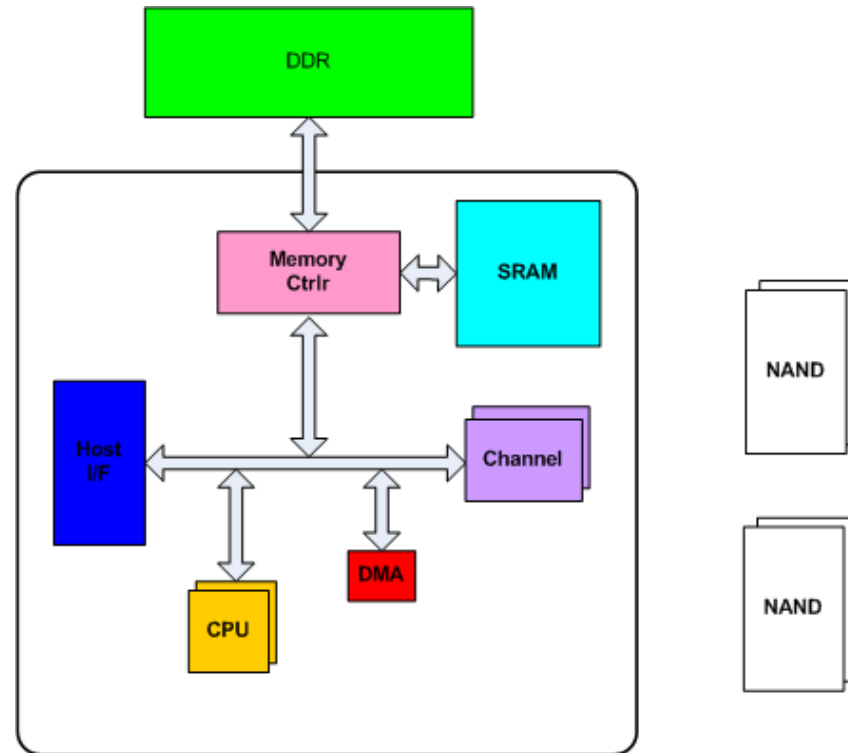 DDR
Memory
Ctrlr
SRAM
NAND
Host
I/F
Channel
DMA
CPU
NAND